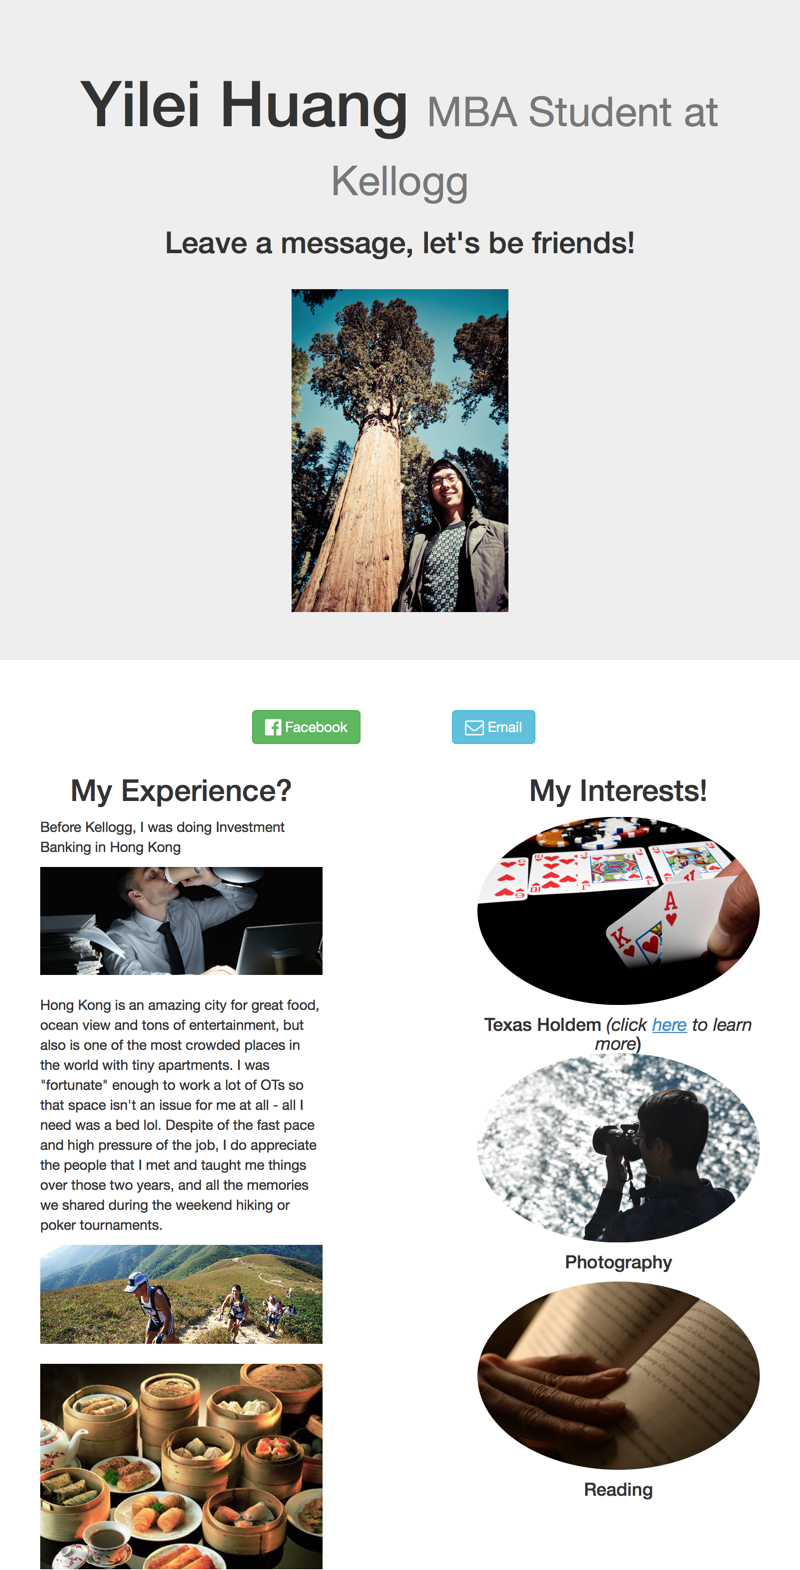 Yilei Huang MBA Student at
Kellogg
Leave a message, let's be friends!
Facebook
Email
My Experience?
Before Kellogg, I was doing Investment
Banking in Hong Kong
Hong Kong is an amazing city for great food,
ocean view and tons of entertainment, but
also is one of the most crowded places in
the world with tiny apartments. I was
"fortunate" enough to work a lot of OTs so
that space isn't an issue for me at all - all I
need was a bed lol. Despite of the fast pace
and high pressure of the job, I do appreciate
the people that I met and taught me things
over those two years, and all the memories
we shared during the weekend hiking or
poker tournaments.
My Interests!
10
K
A
Texas Holdem (click here to learn
more)
Photography
Reading